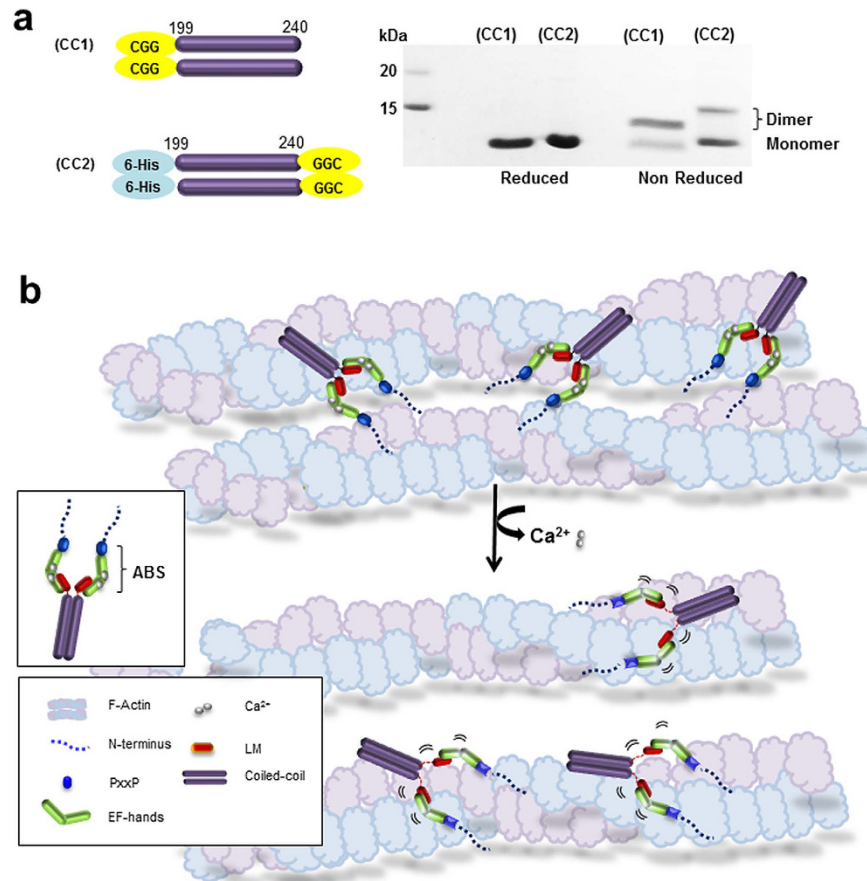 a
(CC1)
199
240
CGG
CGG
(CC2)
199
240
6-His
GGC
6-His
GGC
kDa
(CC1)
(CC2)
(CC1)
(CC2)
20
15
Dimer
Monomer
Reduced
Non Reduced
b
Ca²⁺
ABS
F-Actin
Ca²⁻
N-terminus
LM
PxxP
Coiled-coil
EF-hands